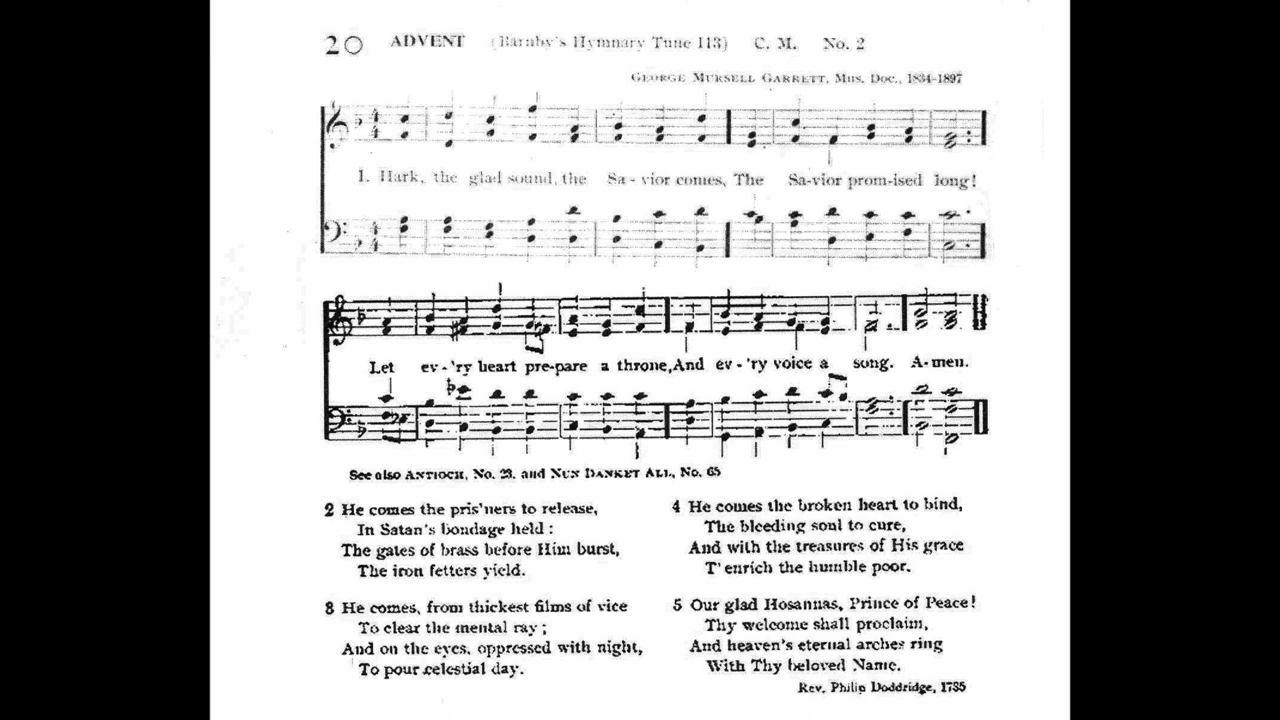 20 ADVENT (Barnby's Hymnary Tune 113) C. M. No. 2
GEORGE MURSELL GARRETT, Mus. Doc., 1834-1897
1. Hark, the glad sound, the Sa - vior comes, The Sa-vior prom-ised long!
Let ev - 'ry heart pre-pare a throne, And ev - 'ry voice a song. A-men.
See also ANTIOCH, No. 23, and NUN DANKET ALL, No. 65
2 He comes the pris'ners to release,
In Satan's bondage held:
The gates of brass before Him burst,
The iron fetters yield.
3 He comes, from thickest films of vice
To clear the mental ray;
And on the eyes, oppressed with night,
To pour celestial day.
4 He comes the broken heart to bind,
The bleeding soul to cure,
And with the treasures of His grace
T' enrich the humble poor.
5 Our glad Hosannas, Prince of Peace!
Thy welcome shall proclaim,
And heaven's eternal arches ring
With Thy beloved Name.
Rev. Philip Doddridge, 1735